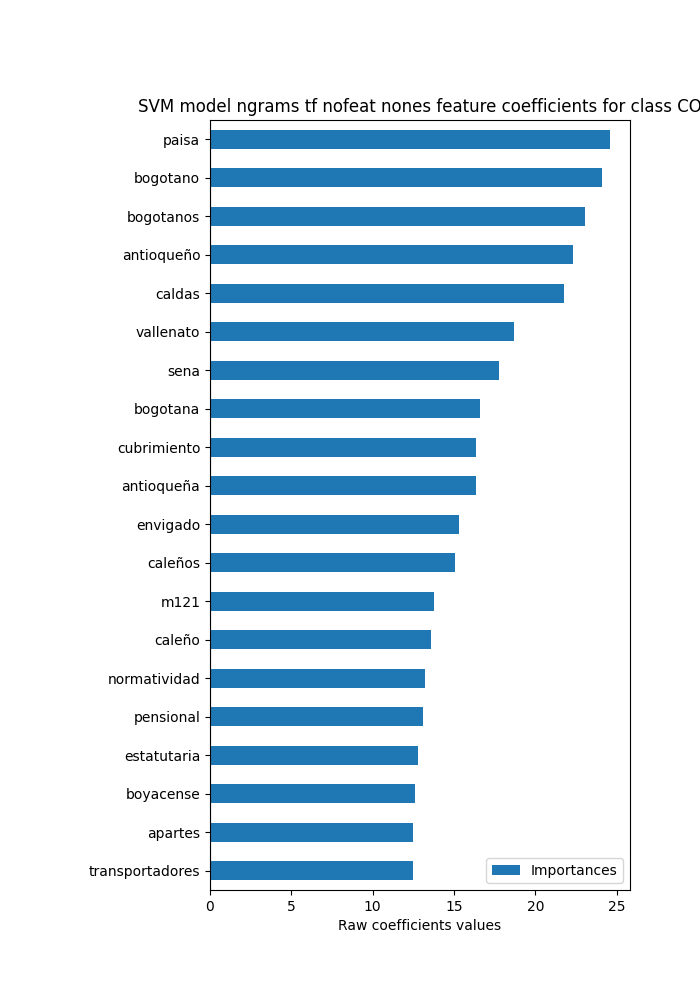 SVM model ngrams tf nofeat nones feature coefficients for class CO
paisa
bogotano
bogotanos
antioqueño
caldas
vallenato
sena
bogotana
cubrimiento
antioqueña
envigado
caleños
m121
caleño
normatividad
pensional
estatutaria
boyacense
apartes
transportadores
Importances
0 5 10 15 20 25
Raw coefficients values